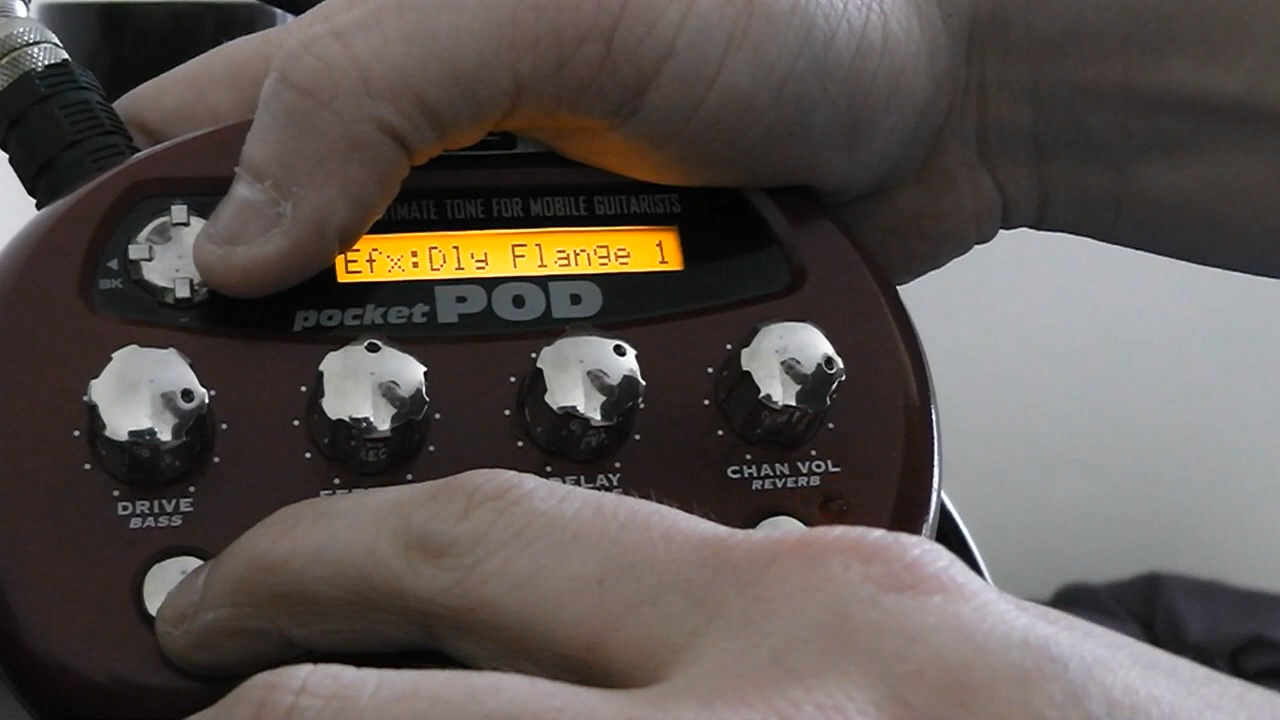 TIMATE TONE FOR MOBILE GUITARISTS
Efx:Dly Flange 1
BK
pocket POD
DRIVE
BASS
DELAY
CHAN VOL
REVERB